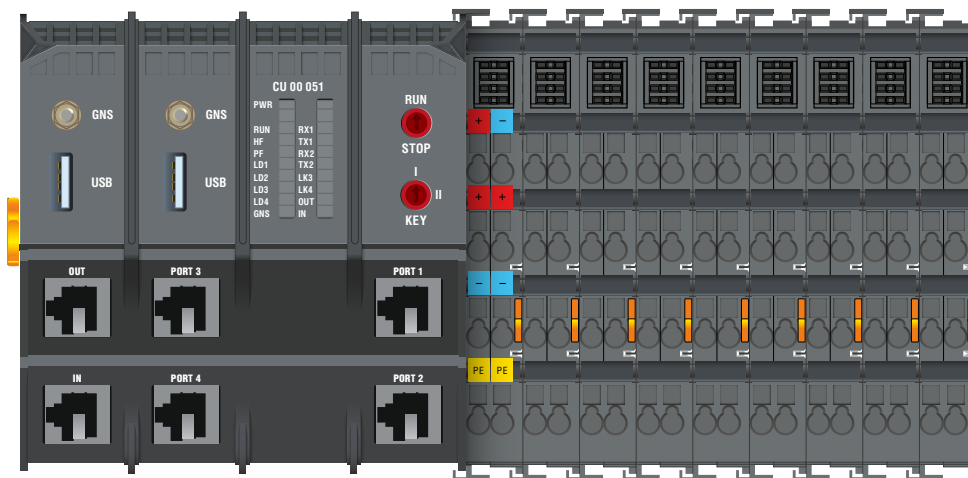 CU 00 051
GNS
GNS
PWR
RUN
RUN RX1
HF TX1
PF RX2
LD1 TX2
LD2 LK3
LD3 LK4
LD4 OUT
GNS IN
STOP
USB
USB
I
II
KEY
+ -
+ +
- -
PE PE
OUT
PORT 3
PORT 1
IN
PORT 4
PORT 2